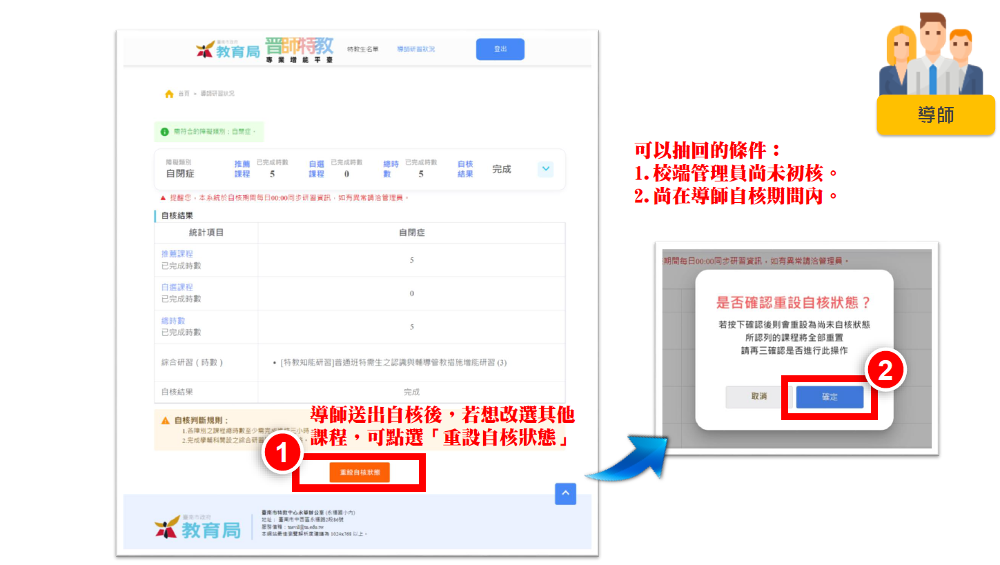 臺南市政府
教育局
晋師特教
專業增能平臺
特教生名單
導師研習狀況
登出
首頁 » 導師研習狀況
需符合的障礙類別：自閉症。
障礙類別
自閉症
推薦課程
已完成時數
5
自選課程
已完成時數
0
總時數
已完成時數
5
自核結果
完成
提醒您，本系統於自核期間每日00:00同步研習資訊，如有異常請洽管理員。
自核結果
統計項目
自閉症
推薦課程
已完成時數
5
自選課程
已完成時數
0
總時數
已完成時數
5
綜合研習 ( 時數 )
• [特教知能研習]普通班特需生之認識與輔導管教措施增能研習 (3)
自核結果
完成
自核判斷規則：
1.各障別之課程總時數至少需完成
三小時
2.完成學輔科開設之綜合研
導師送出自核後，若想改選其他
課程，可點選「重設自核狀態」
1
重設自核狀態
臺南市政府
教育局
臺南市特教中心永華辦公室 (永福國小內)
地址： 臺南市中西區永福路2段86號
服務信箱：
本網站最佳瀏覽解析度建議為 1024x768 以上。
導師
可以抽回的條件：
1.校端管理員尚未初核。
2.尚在導師自核期間內。
期間每日00:00同步研習資訊，如有異常請洽管理員。
是否確認重設自核狀態？
若按下確認後則會重設為尚未自核狀態
所認列的課程將全部重置
請再三確認是否進行此操作
2
取消
確定